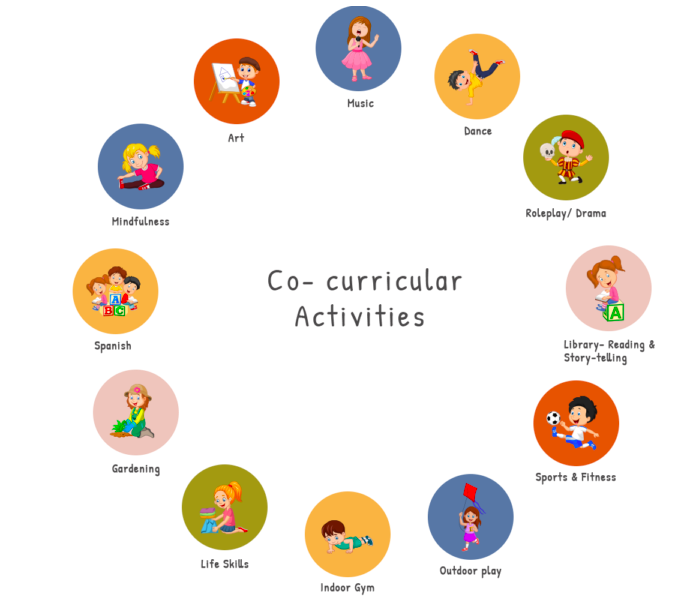 Music
Dance
Art
Roleplay/ Drama
Mindfulness
Co- curricular
Activities
A
B
C
Spanish
A
Library- Reading &
Story-telling
Gardening
Sports & Fitness
Life Skills
Outdoor play
Indoor Gym